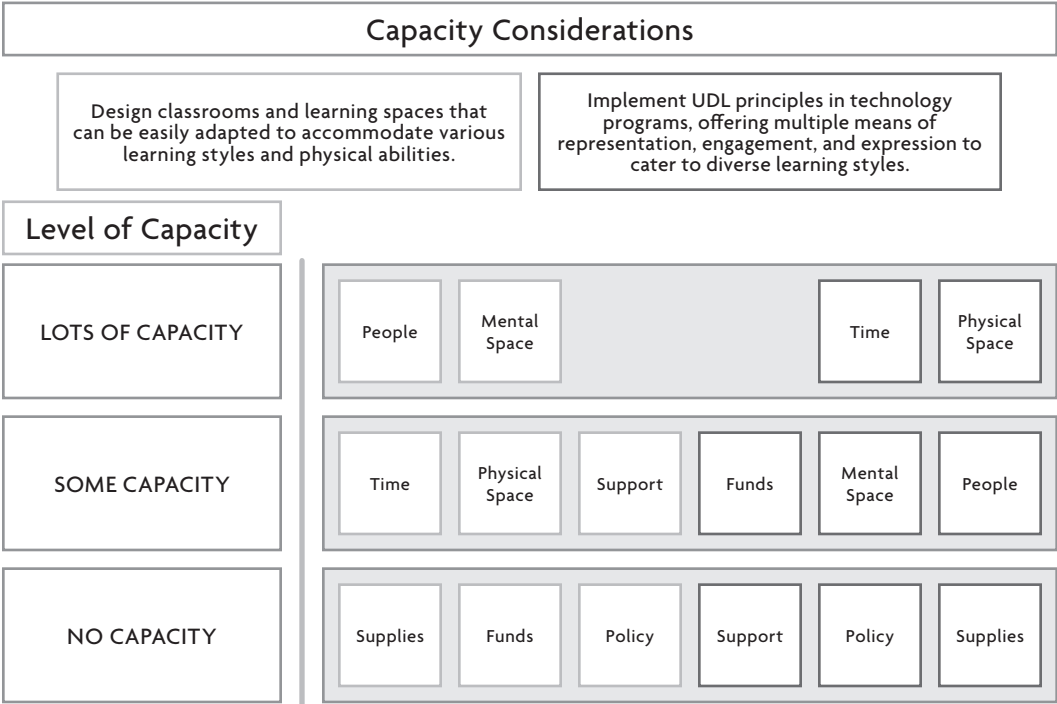 Capacity Considerations
Design classrooms and learning spaces that
can be easily adapted to accommodate various
learning styles and physical abilities.
Implement UDL principles in technology
programs, offering multiple means of
representation, engagement, and expression to
cater to diverse learning styles.
Level of Capacity
LOTS OF CAPACITY
People
Mental
Space
Time
Physical
Space
SOME CAPACITY
Time
Physical
Space
Support
Funds
Mental
Space
People
NO CAPACITY
Supplies
Funds
Policy
Support
Policy
Supplies